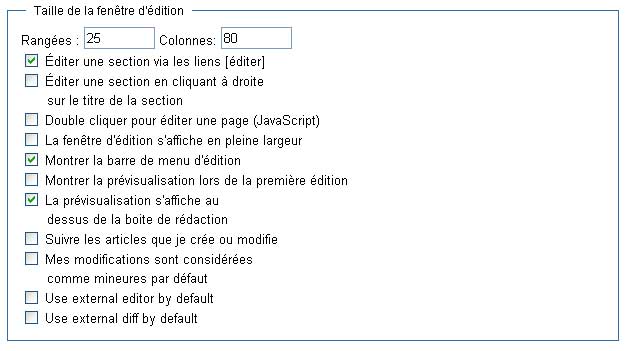 Taille de la fenêtre d'édition
Rangées : 25 Colonnes: 80
Éditer une section via les liens [éditer]
Éditer une section en cliquant à droite
sur le titre de la section
Double cliquer pour éditer une page (JavaScript)
La fenêtre d'édition s'affiche en pleine largeur
Montrer la barre de menu d'édition
Montrer la prévisualisation lors de la première édition
La prévisualisation s'affiche au
dessus de la boite de rédaction
Suivre les articles que je crée ou modifie
Mes modifications sont considérées
comme mineures par défaut
Use external editor by default
Use external diff by default